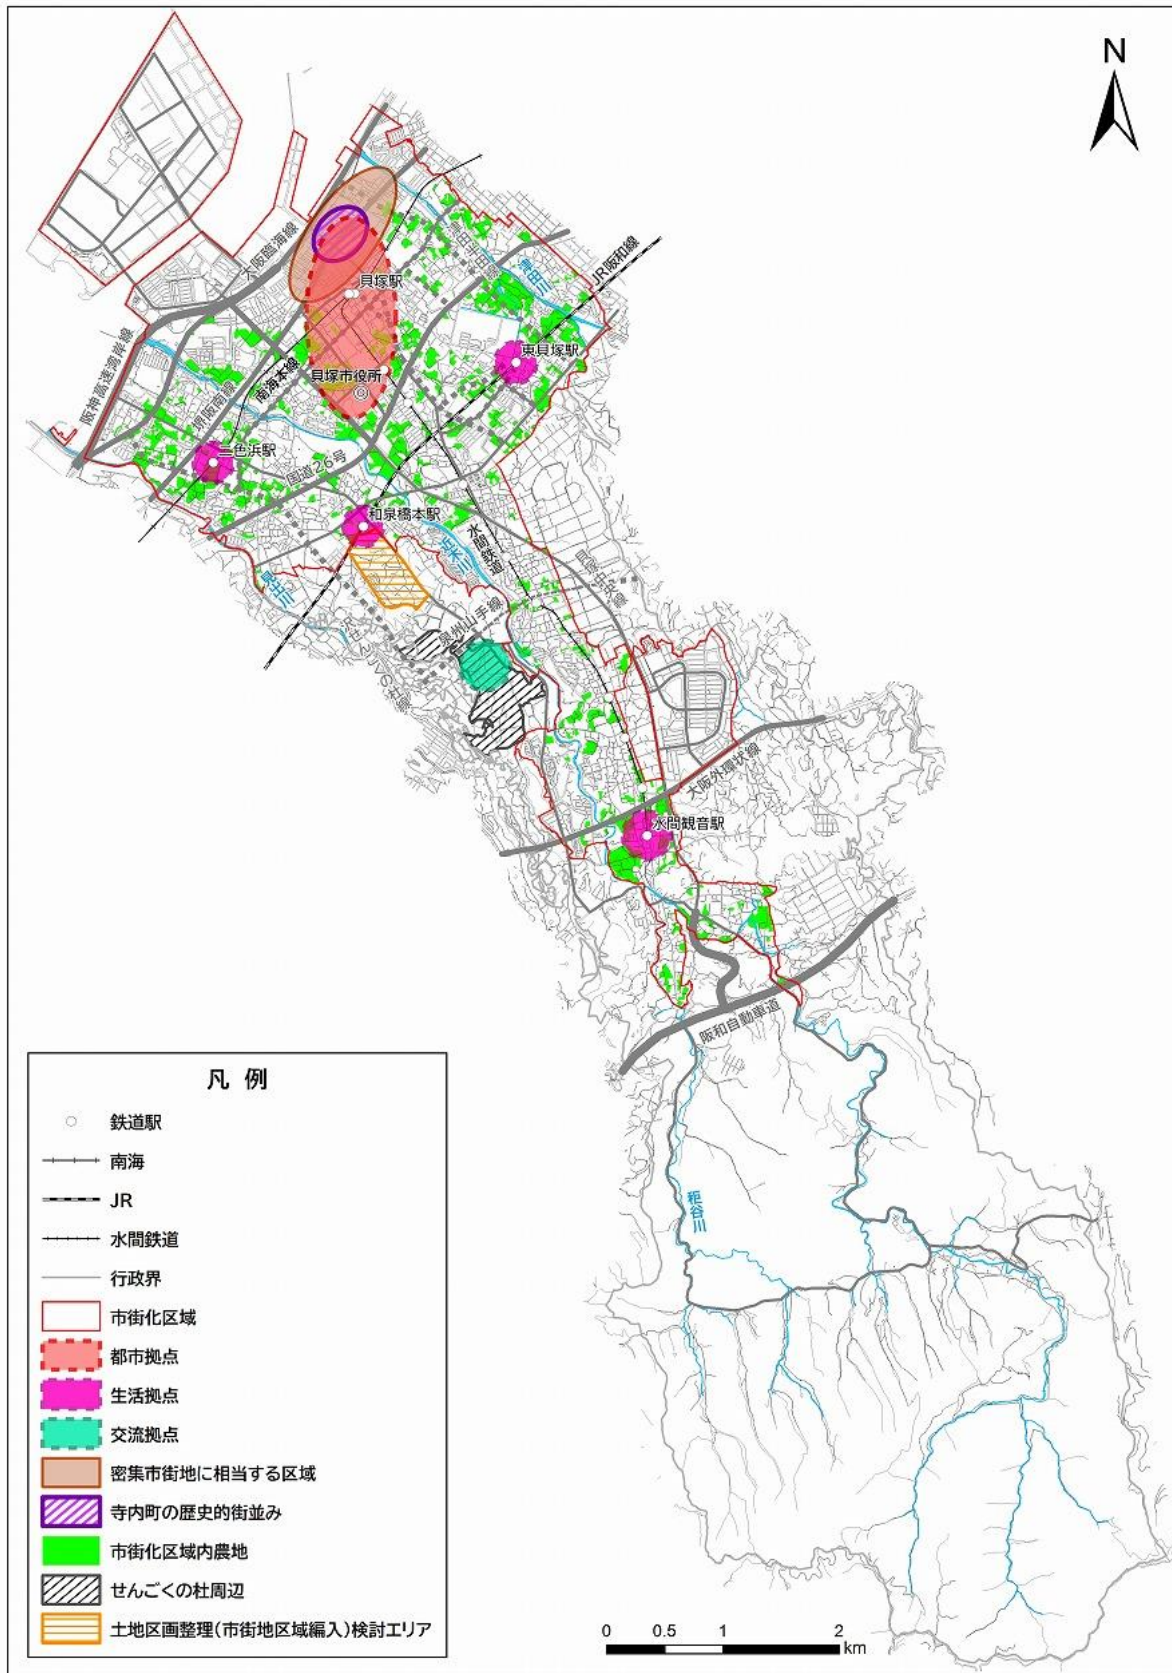 N
大阪臨海線
津田川
JR阪和線
貝塚駅
東貝塚駅
阪神高速湾岸線
堺阪南線
南海本線
貝塚市役所
二色浜駅
国道26号
和泉橋本駅
近木川
水間鉄道
見出川
泉州山手線
大阪外環状線
水間観音駅
阪和自動車道
秬谷川
凡 例
鉄道駅
南海
JR
水間鉄道
行政界
市街化区域
都市拠点
生活拠点
交流拠点
密集市街地に相当する区域
寺内町の歴史的街並み
市街化区域内農地
せんごくの杜周辺
土地区画整理(市街地区域編入)検討エリア
0 0.5 1 2
km